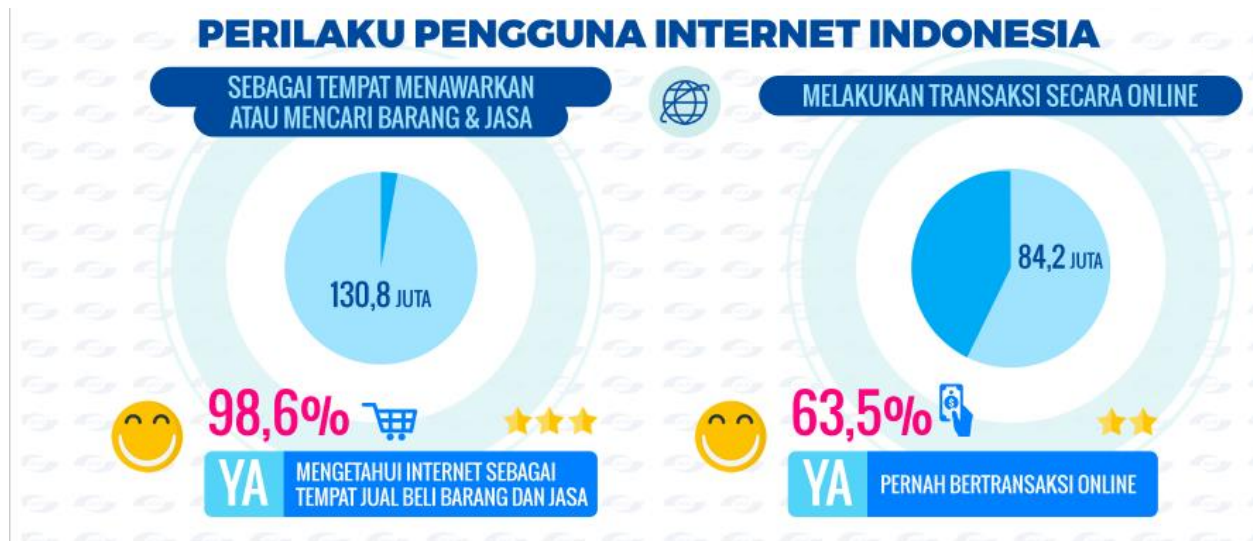 PERILAKU PENGGUNA INTERNET INDONESIA
SEBAGAI TEMPAT MENAWARKAN
ATAU MENCARI BARANG & JASA
130,8 JUTA
98,6%
YA
MENGETAHUI INTERNET SEBAGAI
TEMPAT JUAL BELI BARANG DAN JASA
MELAKUKAN TRANSAKSI SECARA ONLINE
84,2 JUTA
63,5%
YA
PERNAH BERTRANSAKSI ONLINE